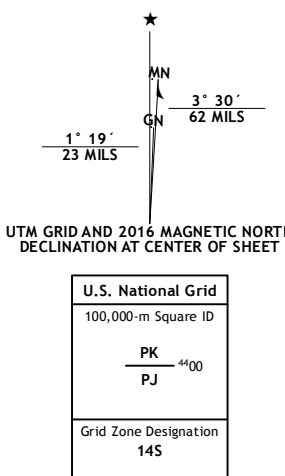 ★
MN
GN
3° 30´
62 MILS
1° 19´
23 MILS
UTM GRID AND 2016 MAGNETIC NORTH
DECLINATION AT CENTER OF SHEET
U.S. National Grid
100,000-m Square ID
PK
4400
PJ
Grid Zone Designation
14S